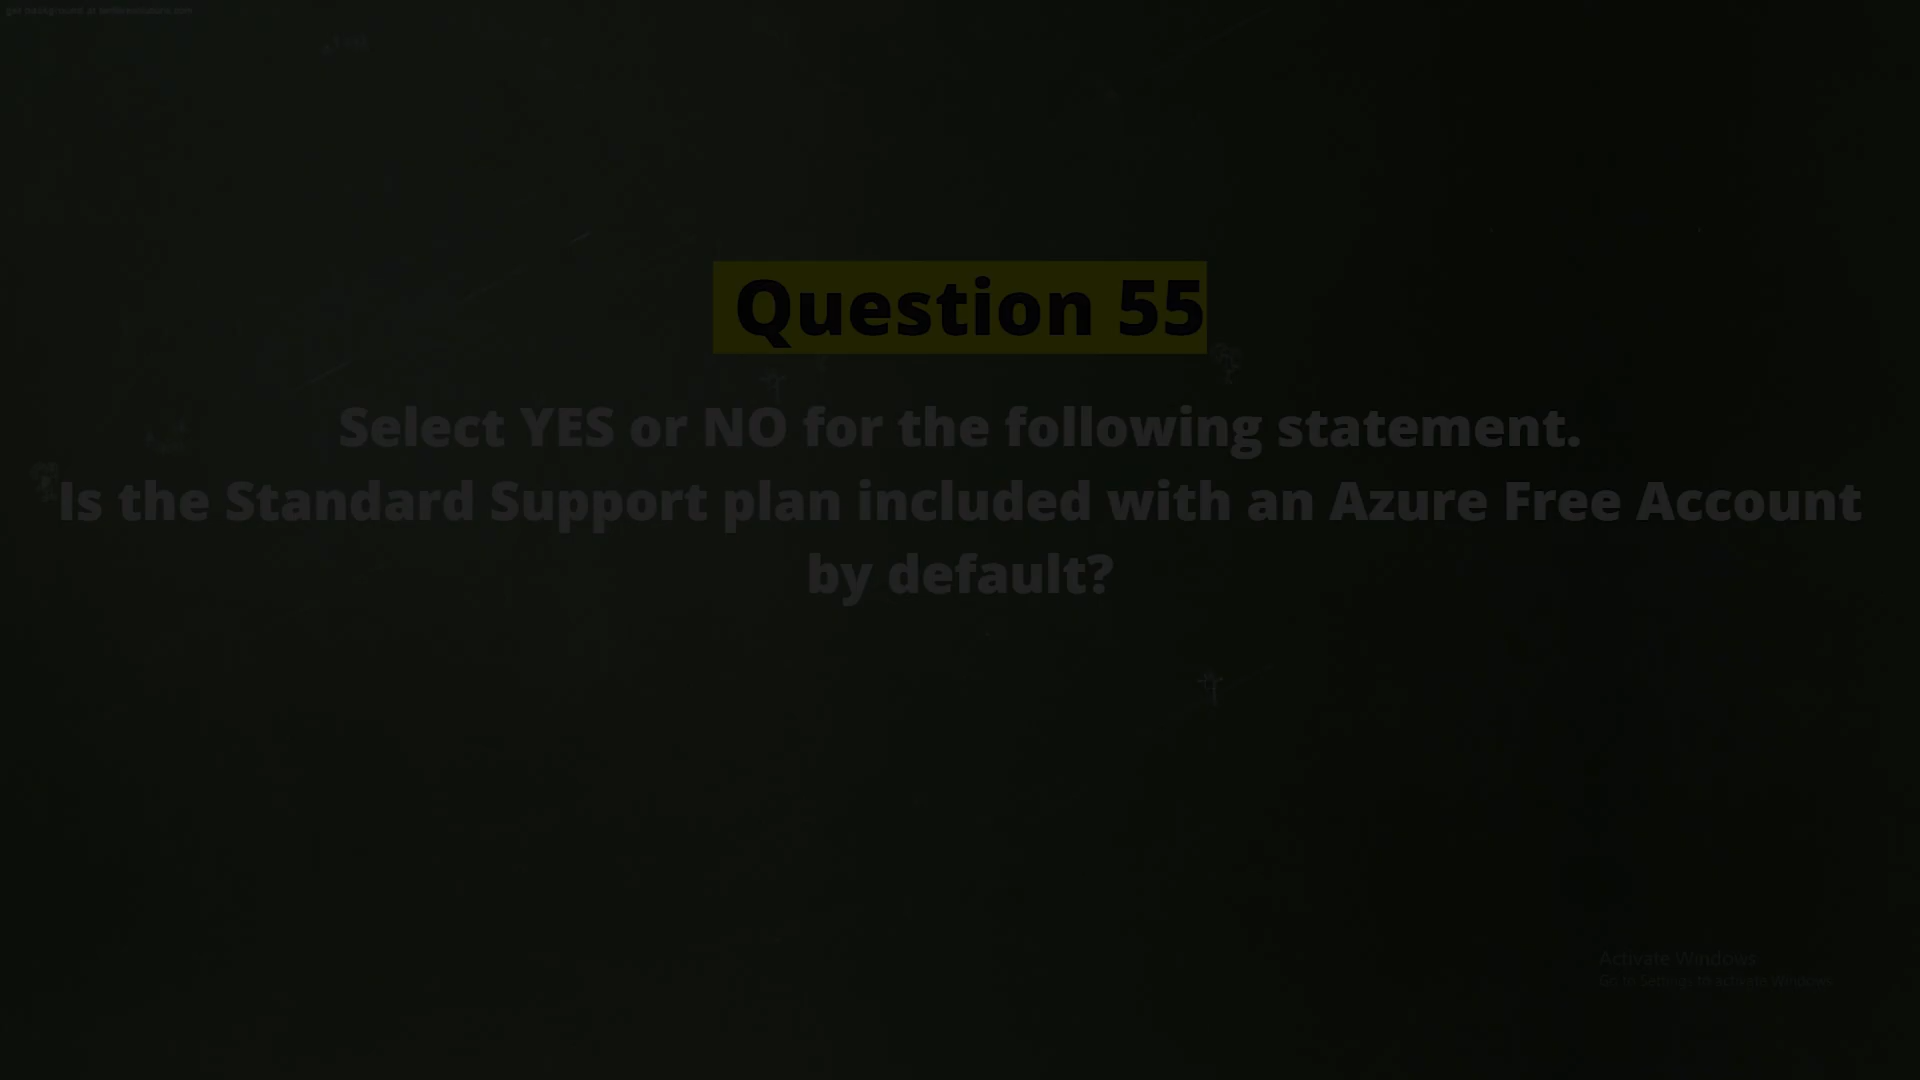 Question 55
Select YES or NO for the following statement.
Is the Standard Support plan included with an Azure Free Account
by default?
Activate Windows
Go to Settings to activate Windows.